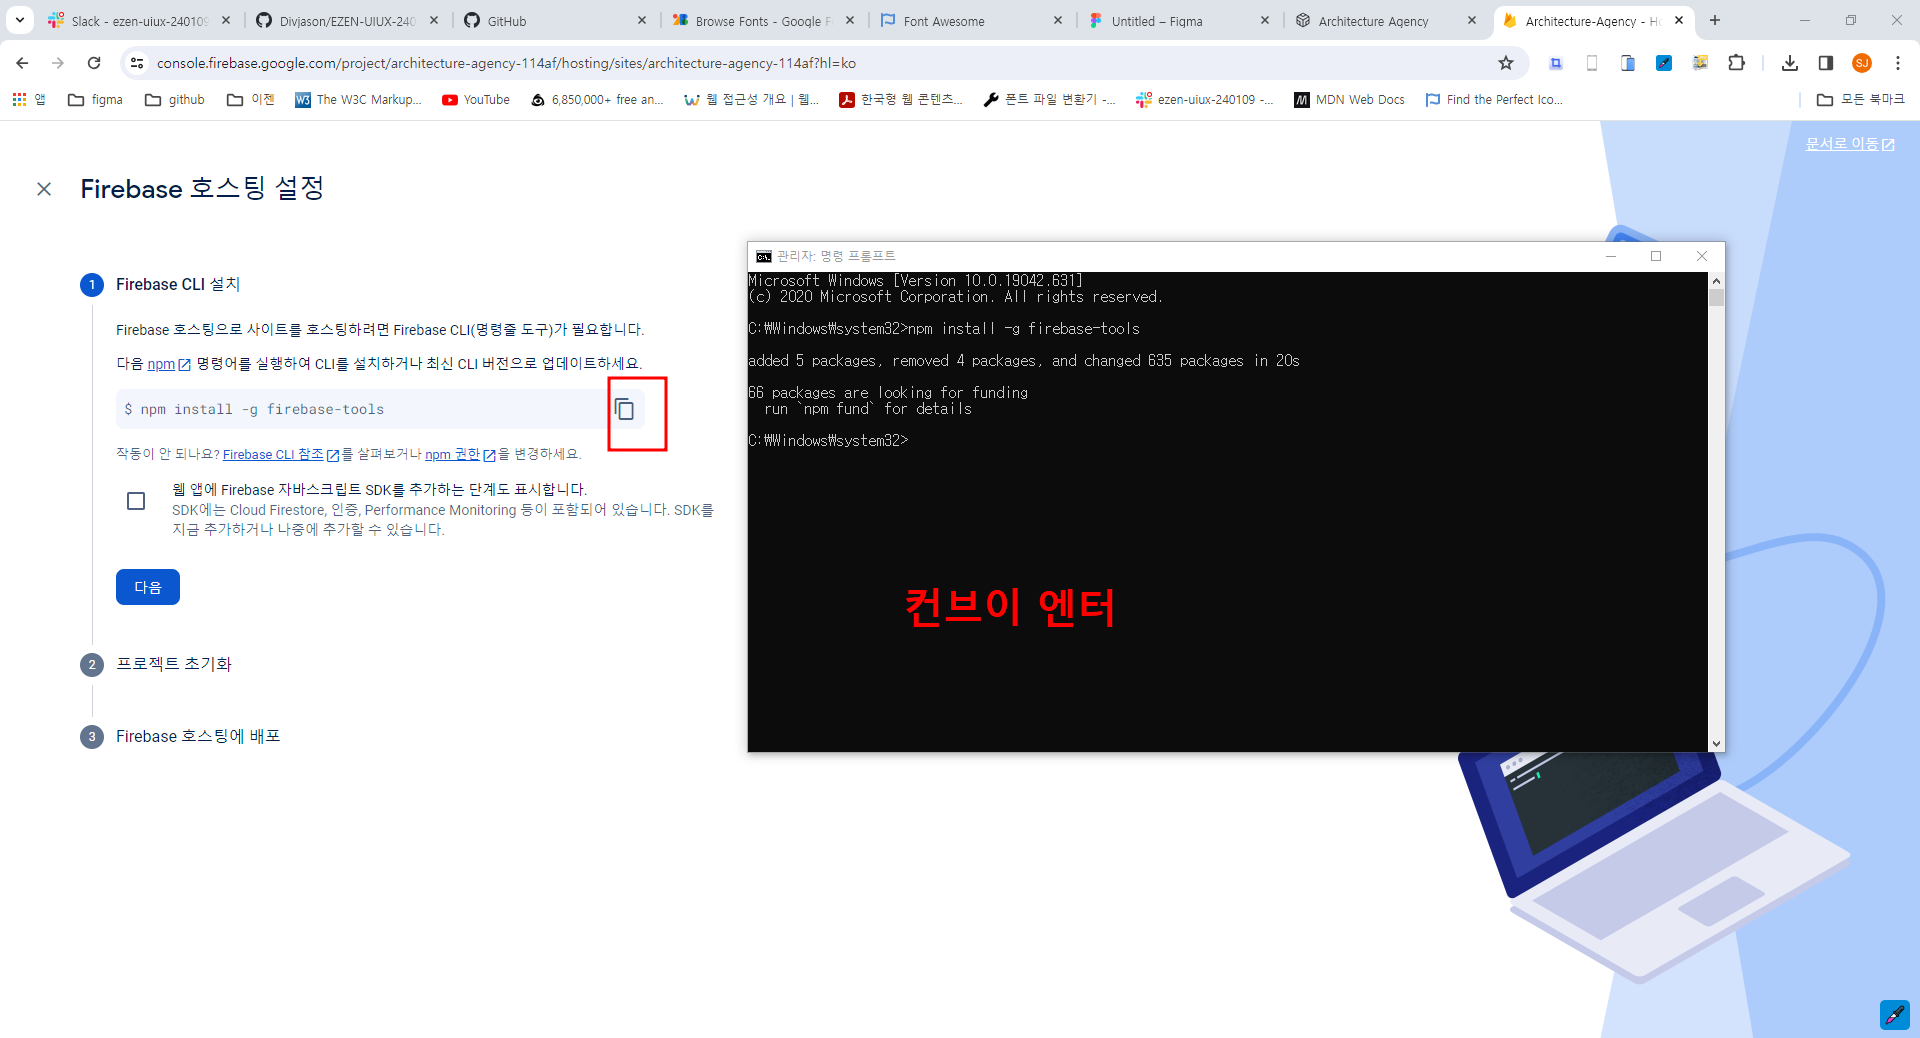 Slack - ezen-uiux-240109
Divjason/EZEN-UIUX-240
GitHub
Browse Fonts - Google F
Font Awesome
Untitled – Figma
Architecture Agency
Architecture-Agency - Ho
console.firebase.google.com/project/architecture-agency-114af/hosting/sites/architecture-agency-114af?hl=ko
SJ
앱
figma
github
이젠
W3
The W3C Markup...
YouTube
6,850,000+ free an...
웹 접근성 개요 | 웹...
한국형 웹 콘텐츠...
폰트 파일 변환기 -...
ezen-uiux-240109 -...
M
MDN Web Docs
Find the Perfect Ico...
모든 북마크
문서로 이동
Firebase 호스팅 설정
1
Firebase CLI 설치
Firebase 호스팅으로 사이트를 호스팅하려면 Firebase CLI(명령줄 도구)가 필요합니다.
다음 npm 명령어를 실행하여 CLI를 설치하거나 최신 CLI 버전으로 업데이트하세요.
$ npm install -g firebase-tools
작동이 안 되나요? Firebase CLI 참조를 살펴보거나 npm 권한을 변경하세요.
웹 앱에 Firebase 자바스크립트 SDK를 추가하는 단계도 표시합니다.
SDK에는 Cloud Firestore, 인증, Performance Monitoring 등이 포함되어 있습니다. SDK를
지금 추가하거나 나중에 추가할 수 있습니다.
다음
2
프로젝트 초기화
3
Firebase 호스팅에 배포
관리자: 명령 프롬프트
Microsoft Windows [Version 10.0.19042.631]
(c) 2020 Microsoft Corporation. All rights reserved.
C:₩Windows₩system32>npm install -g firebase-tools
added 5 packages, removed 4 packages, and changed 635 packages in 20s
66 packages are looking for funding
run `npm fund` for details
C:₩Windows₩system32>
컨브이 엔터